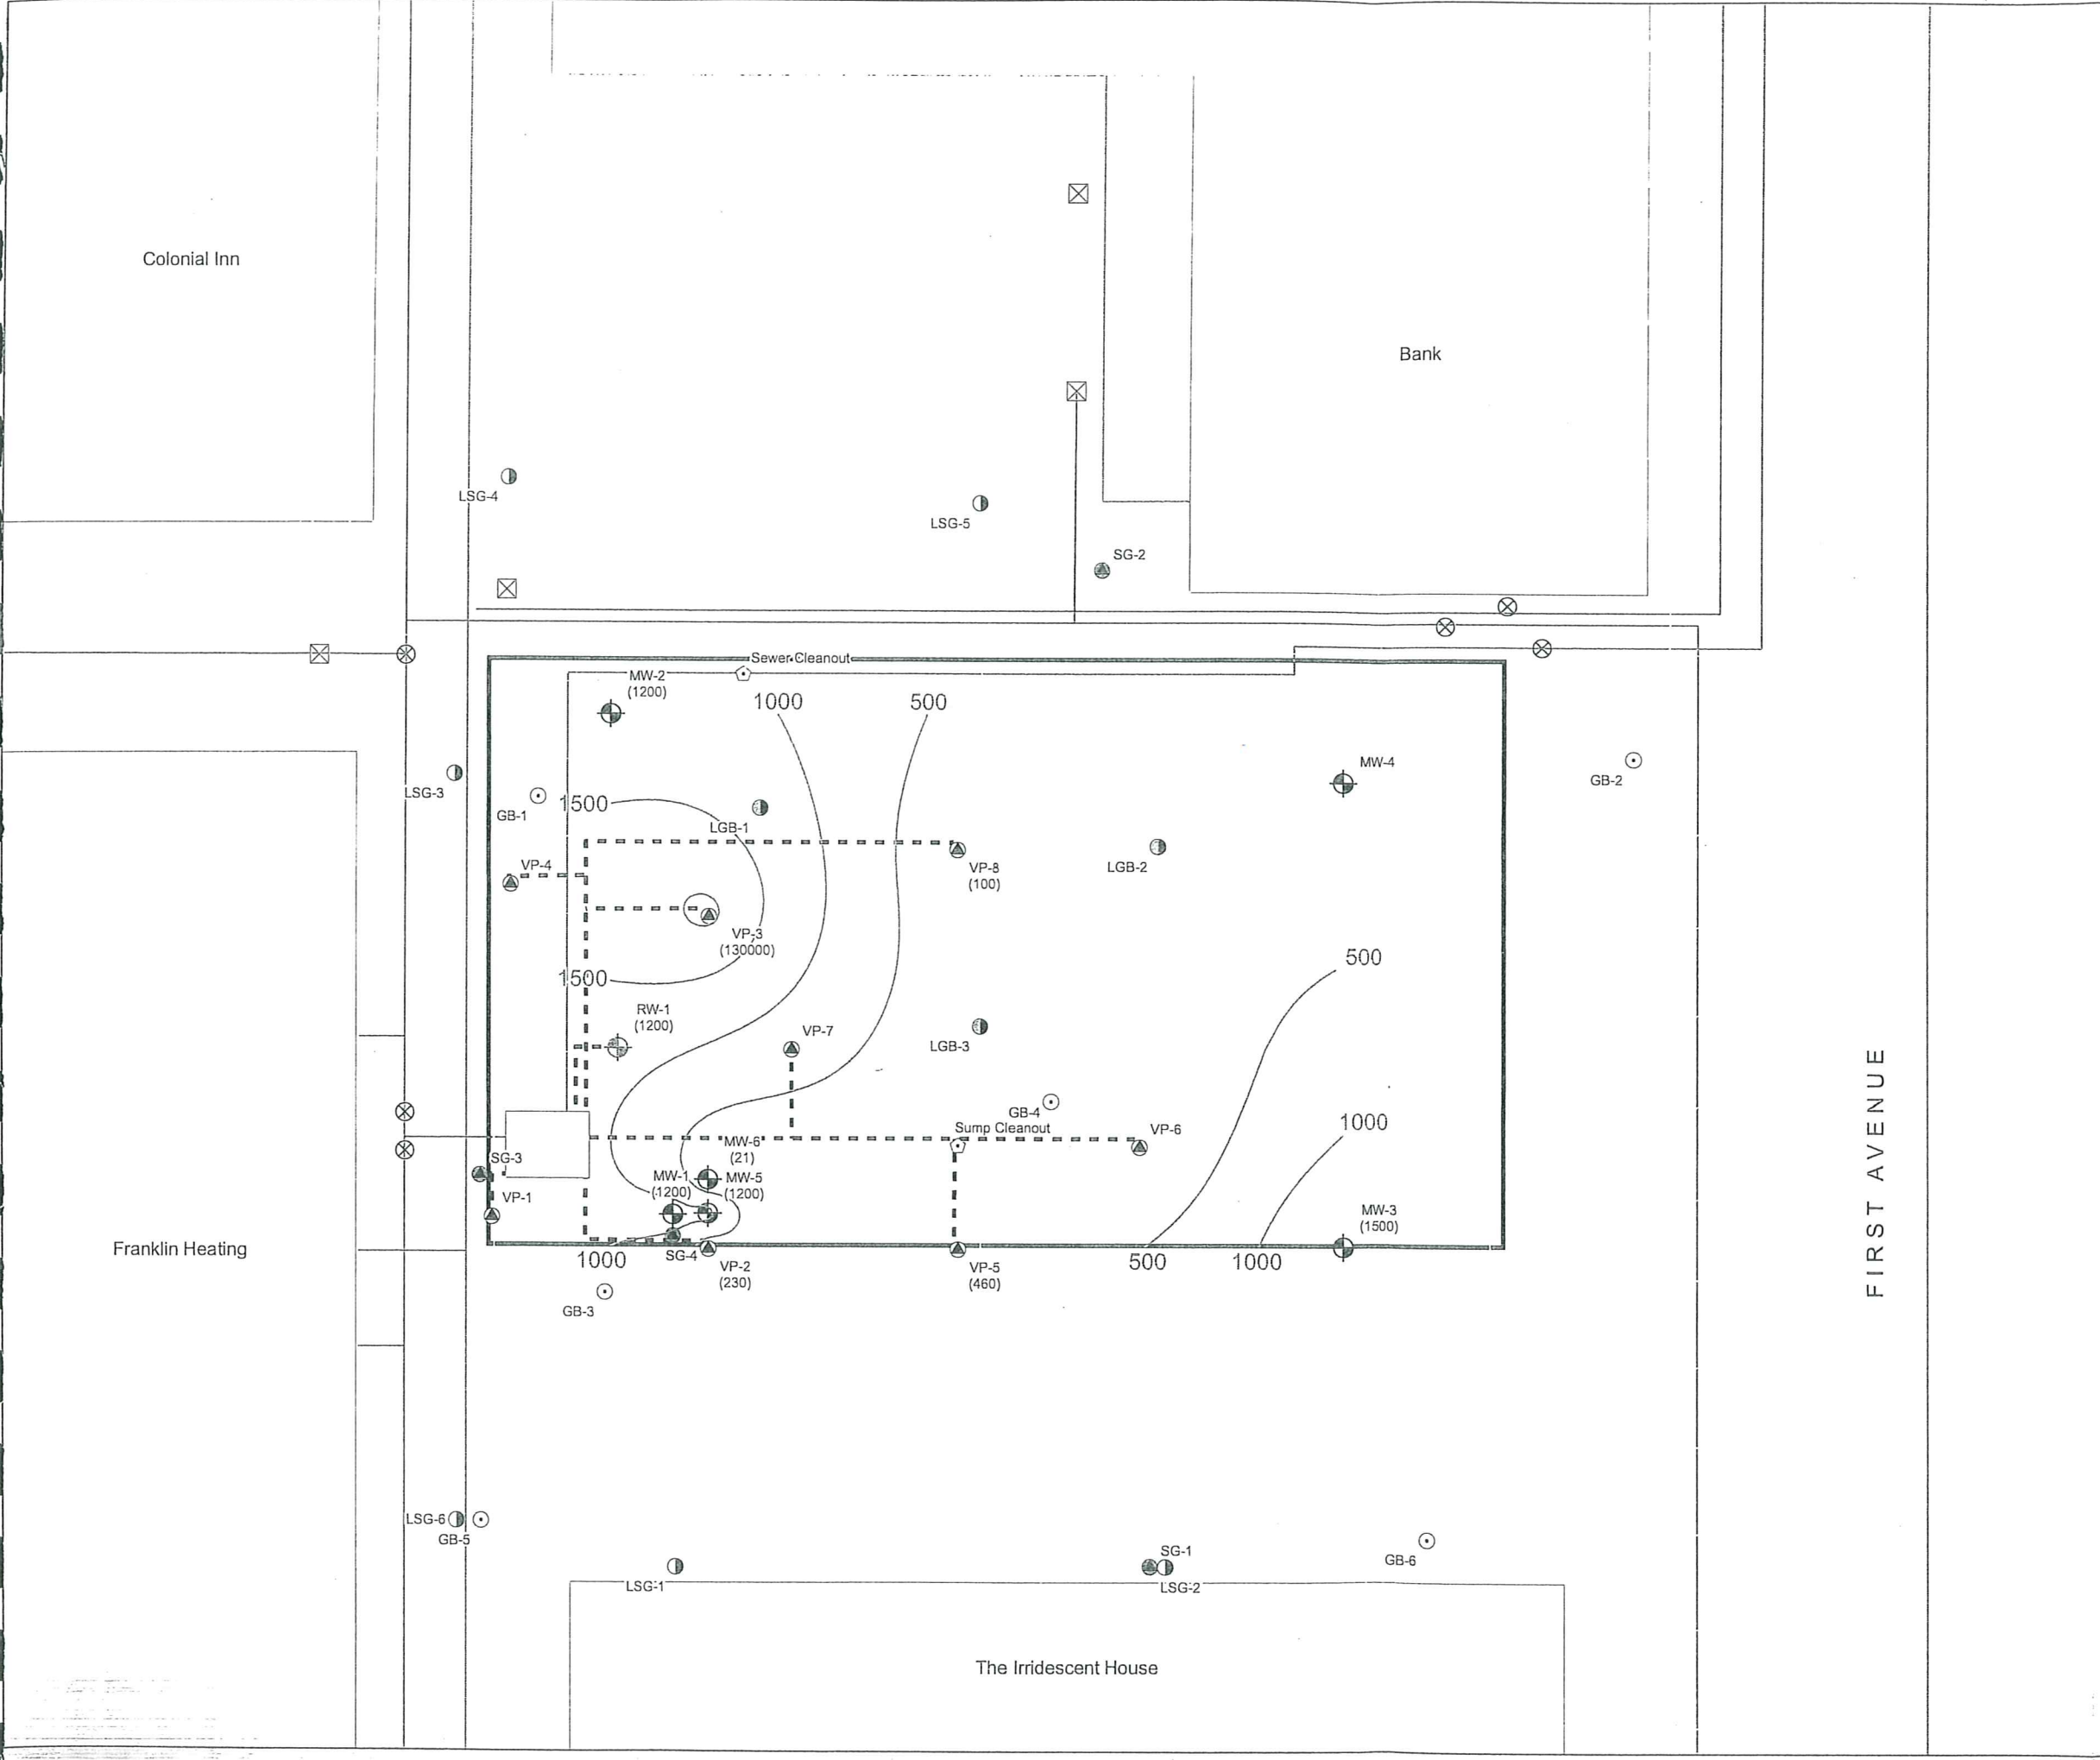 Colonial Inn
Bank
LSG-4
LSG-5
SG-2
Sewer Cleanout
MW-2
(1200)
1000
500
MW-4
GB-2
LSG-3
GB-1
1500
LGB-1
VP-4
VP-8
(100)
LGB-2
VP-3
(130000)
1500
500
RW-1
(1200)
VP-7
LGB-3
GB-4
Sump Cleanout
1000
VP-6
MW-6
(21)
SG-3
MW-1
(1200)
MW-5
(1200)
VP-1
MW-3
(1500)
FIRST AVENUE
Franklin Heating
1000
SG-4
VP-2
(230)
VP-5
(460)
500
1000
GB-3
LSG-6
GB-5
LSG-1
SG-1
LSG-2
GB-6
The Irridescent House